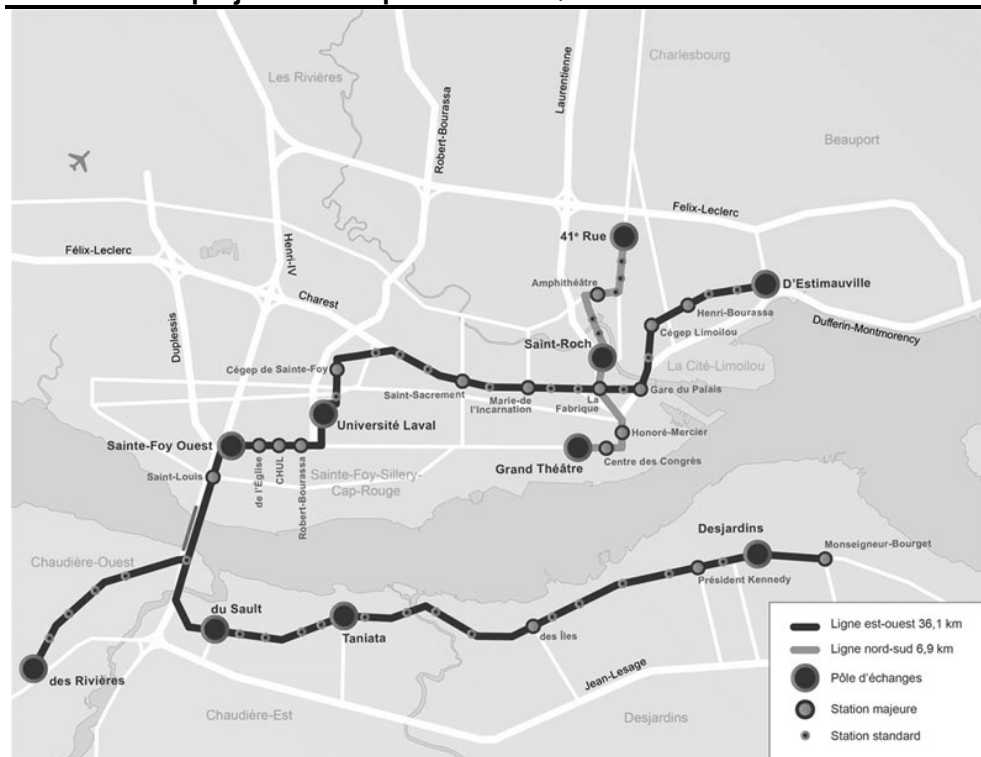 Charlesbourg
Les Rivières
Laurentienne
Robert-Bourassa
Beauport
Felix-Leclerc
41e Rue
Henri-IV
Félix-Leclerc
Amphithéâtre
D'Estimauville
Charest
Henri-Bourassa
Duplessis
Cégep Limoilou
Dufferin-Montmorency
Saint-Roch
La Cité-Limoilou
Cégep de Sainte-Foy
Saint-Sacrement
Marie-de
l'Incarnation
La
Fabrique
Gare du Palais
Université Laval
Honoré-Mercier
Sainte-Foy Ouest
Grand Théâtre
Centre des Congrès
Saint-Louis
de l'Église
CHUL
Robert-Bourassa
Sainte-Foy-Sillery-
Cap-Rouge
Desjardins
Monseigneur-Bourget
Chaudière-Ouest
Président Kennedy
du Sault
Taniata
des Îles
des Rivières
Jean-Lesage
Chaudière-Est
Desjardins
Ligne est-ouest 36,1 km
Ligne nord-sud 6,9 km
Pôle d'échanges
Station majeure
Station standard